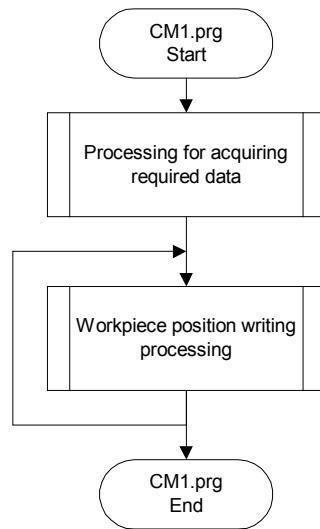 CM1.prg
Start
Processing for acquiring
required data
Workpiece position writing
processing
CM1.prg
End